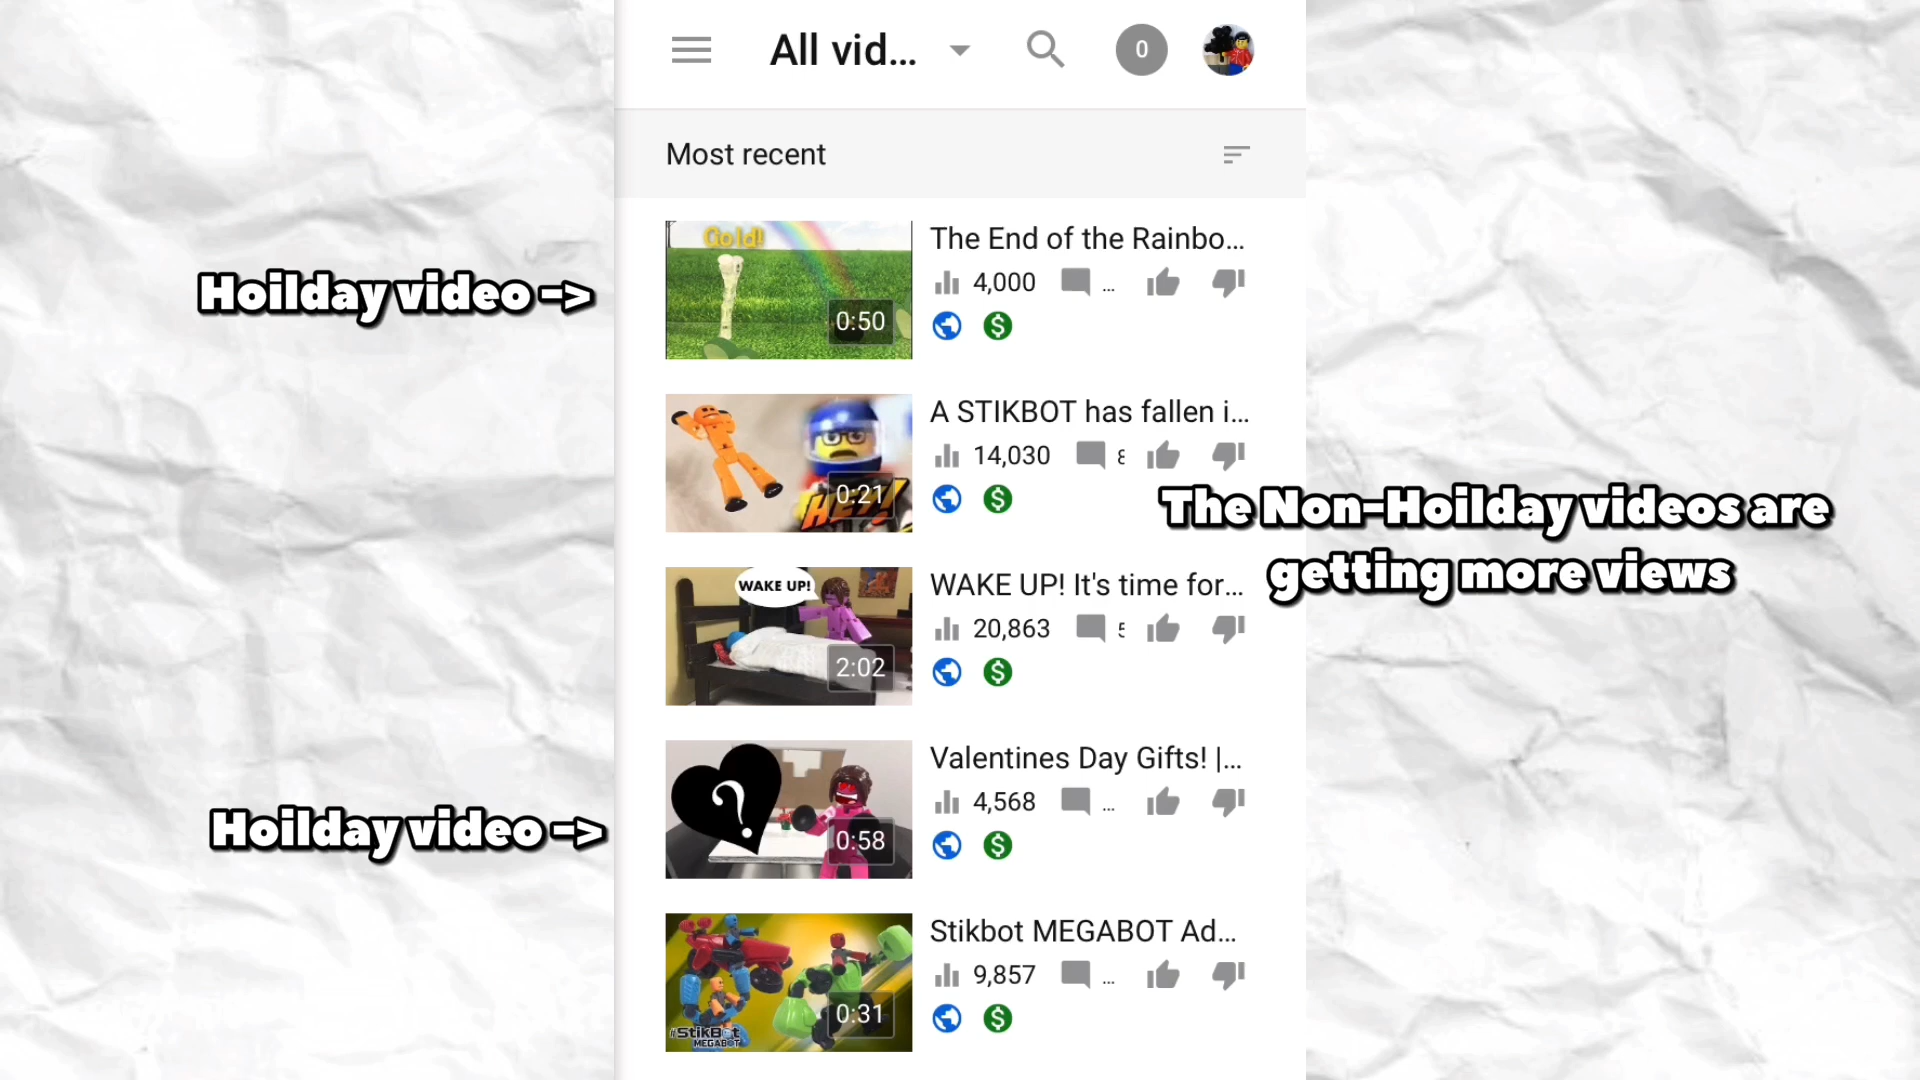 All vid...
0
Most recent
Gold!
0:50
The End of the Rainbo...
4,000
...
Hoilday video ->
HEY!
0:21
A STIKBOT has fallen i...
14,030
The Non-Hoilday videos are
getting more views
WAKE UP!
2:02
WAKE UP! It's time for...
20,863
5
Hoilday video ->
?
0:58
Valentines Day Gifts! |...
4,568
...
#StikBot
MEGABOT
0:31
Stikbot MEGABOT Ad...
9,857
...